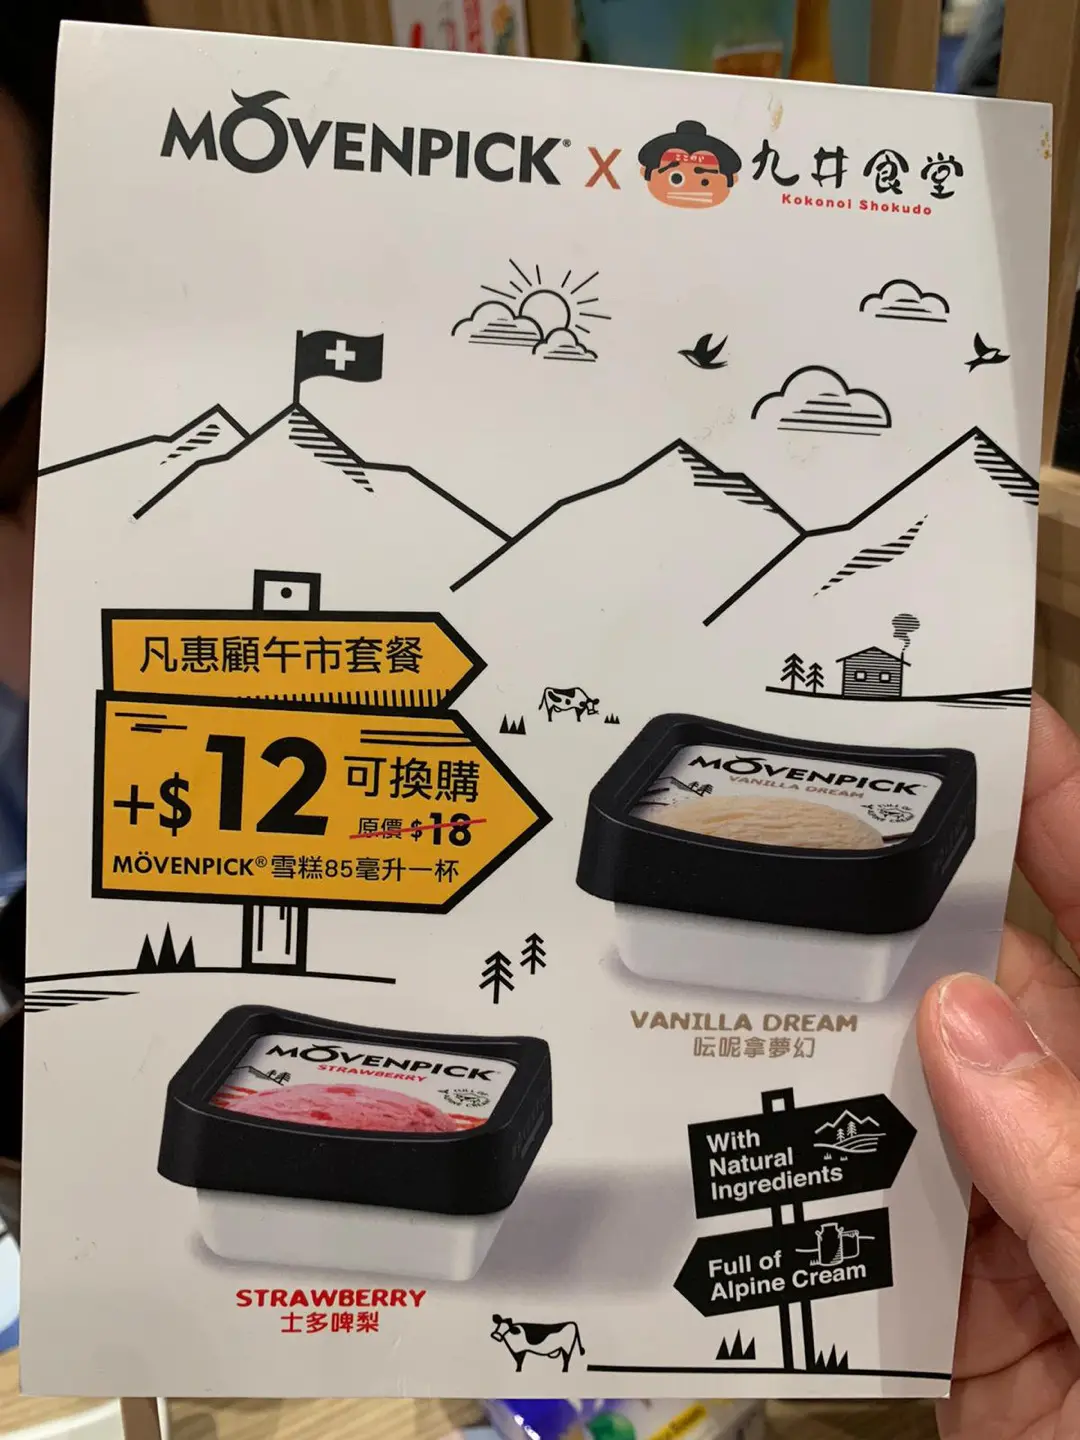 MÖVENPICK® X 九井食堂
Kokonoi Shokudo
凡惠顧午市套餐
+$12 可換購
原價 $18
MÖVENPICK® 雪糕85毫升一杯
MÖVENPICK
VANILLA DREAM
VANILLA DREAM
呍呢拿夢幻
MÖVENPICK
STRAWBERRY
STRAWBERRY
士多啤梨
With
Natural
Ingredients
Full of
Alpine Cream